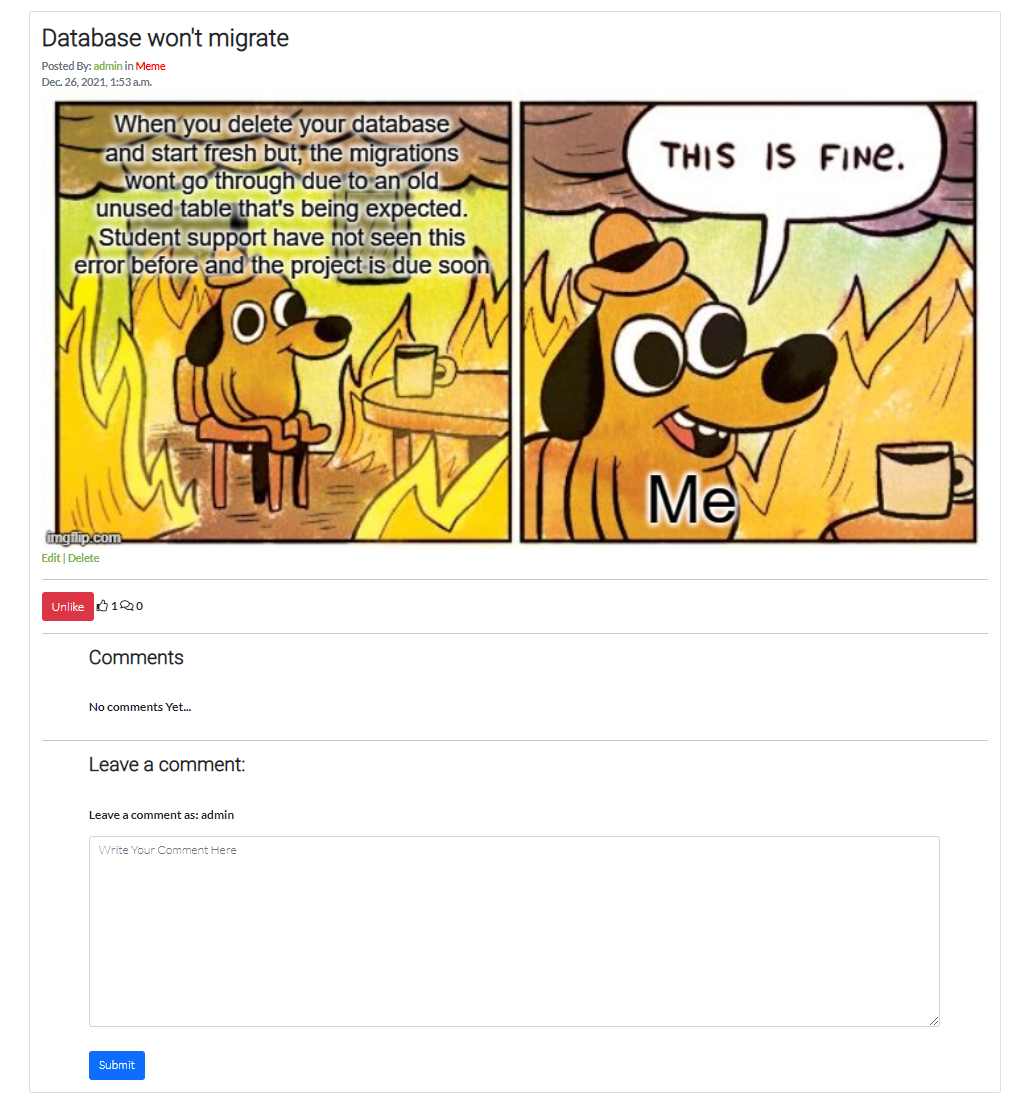 Database won't migrate
Posted By: admin in Meme
Dec. 26, 2021, 1:53 a.m.
When you delete your database
and start fresh but, the migrations
wont go through due to an old
unused table that's being expected.
Student support have not seen this
error before and the project is due soon
THIS IS FINE.
Me
imgflip.com
Edit | Delete
Unlike 1 0
Comments
No comments Yet...
Leave a comment:
Leave a comment as: admin
Write Your Comment Here
Submit